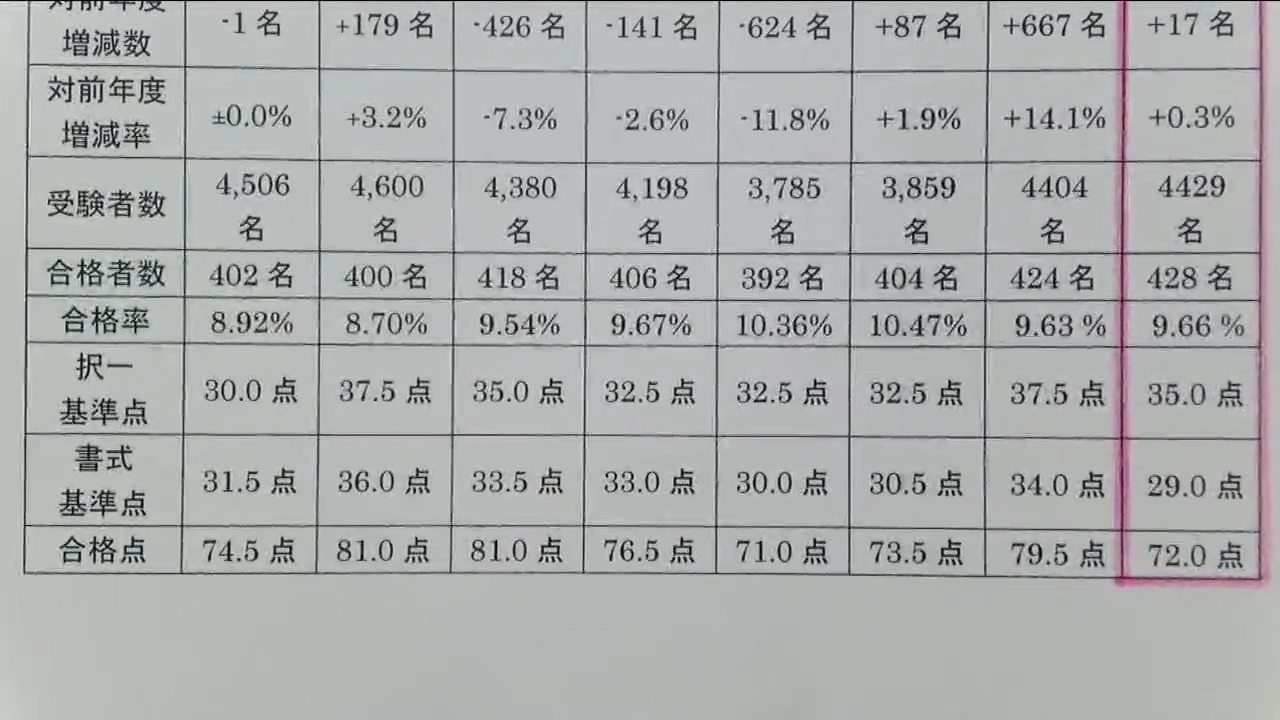 対前年度 -1 名 +179 名 -426 名 -141 名 -624 名 +87 名 +667 名 +17 名
増減数
対前年度
増減率 ±0.0% +3.2% -7.3% -2.6% -11.8% +1.9% +14.1% +0.3%
受験者数 4,506 名 4,600 名 4,380 名 4,198 名 3,785 名 3,859 名 4404 名 4429 名
合格者数 402 名 400 名 418 名 406 名 392 名 404 名 424 名 428 名
合格率 8.92% 8.70% 9.54% 9.67% 10.36% 10.47% 9.63 % 9.66 %
択一
基準点 30.0 点 37.5 点 35.0 点 32.5 点 32.5 点 32.5 点 37.5 点 35.0 点
書式
基準点 31.5 点 36.0 点 33.5 点 33.0 点 30.0 点 30.5 点 34.0 点 29.0 点
合格点 74.5 点 81.0 点 81.0 点 76.5 点 71.0 点 73.5 点 79.5 点 72.0 点